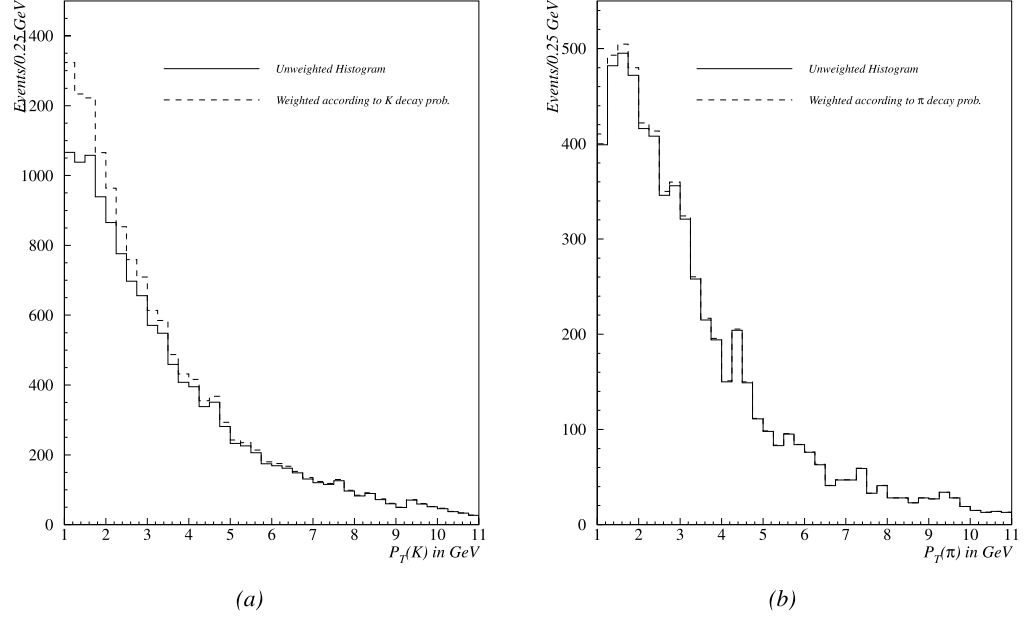 Events/0.25 GeV
1400
1200
1000
800
600
400
200
0
Unweighted Histogram
Weighted according to K decay prob.
1 2 3 4 5 6 7 8 9 10 11
P_T(K) in GeV
(a)
Events/0.25 GeV
500
400
300
200
100
0
Unweighted Histogram
Weighted according to π decay prob.
1 2 3 4 5 6 7 8 9 10 11
P_T(π) in GeV
(b)